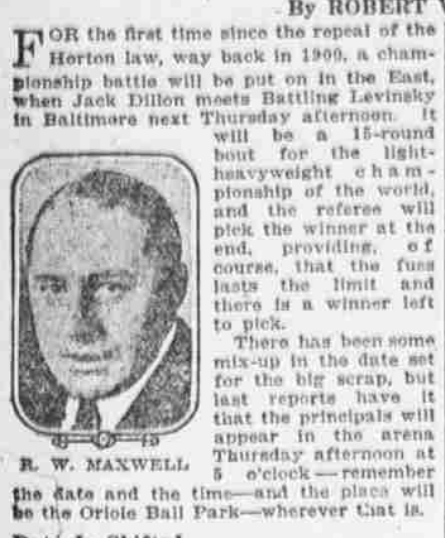 By ROBERT
FOR the first time since the repeal of the
Horton law, way back in 1900, a cham-
pionship battle will be put on in the East,
when Jack Dillon meets Battling Levinsky
in Baltimore next Thursday afternoon. It
will be a 15-round
bout for the light-
heavyweight cham-
pionship of the world,
and the referee will
pick the winner at the
end, providing, of
course, that the fuss
lasts the limit and
there is a winner left
to pick.
There has been some
mix-up in the date set
for the big scrap, but
last reports have it
that the principals will
appear in the arena
Thursday afternoon at
R. W. MAXWELL
5 o'clock—remember
the date and the time—and the place will
be the Oriole Ball Park—wherever that is.